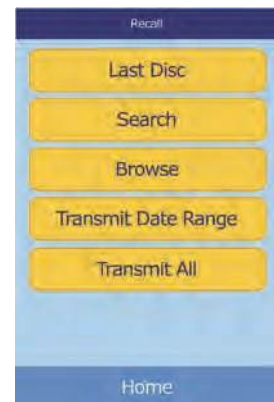 Recall
Last Disc
Search
Browse
Transmit Date Range
Transmit All
Home